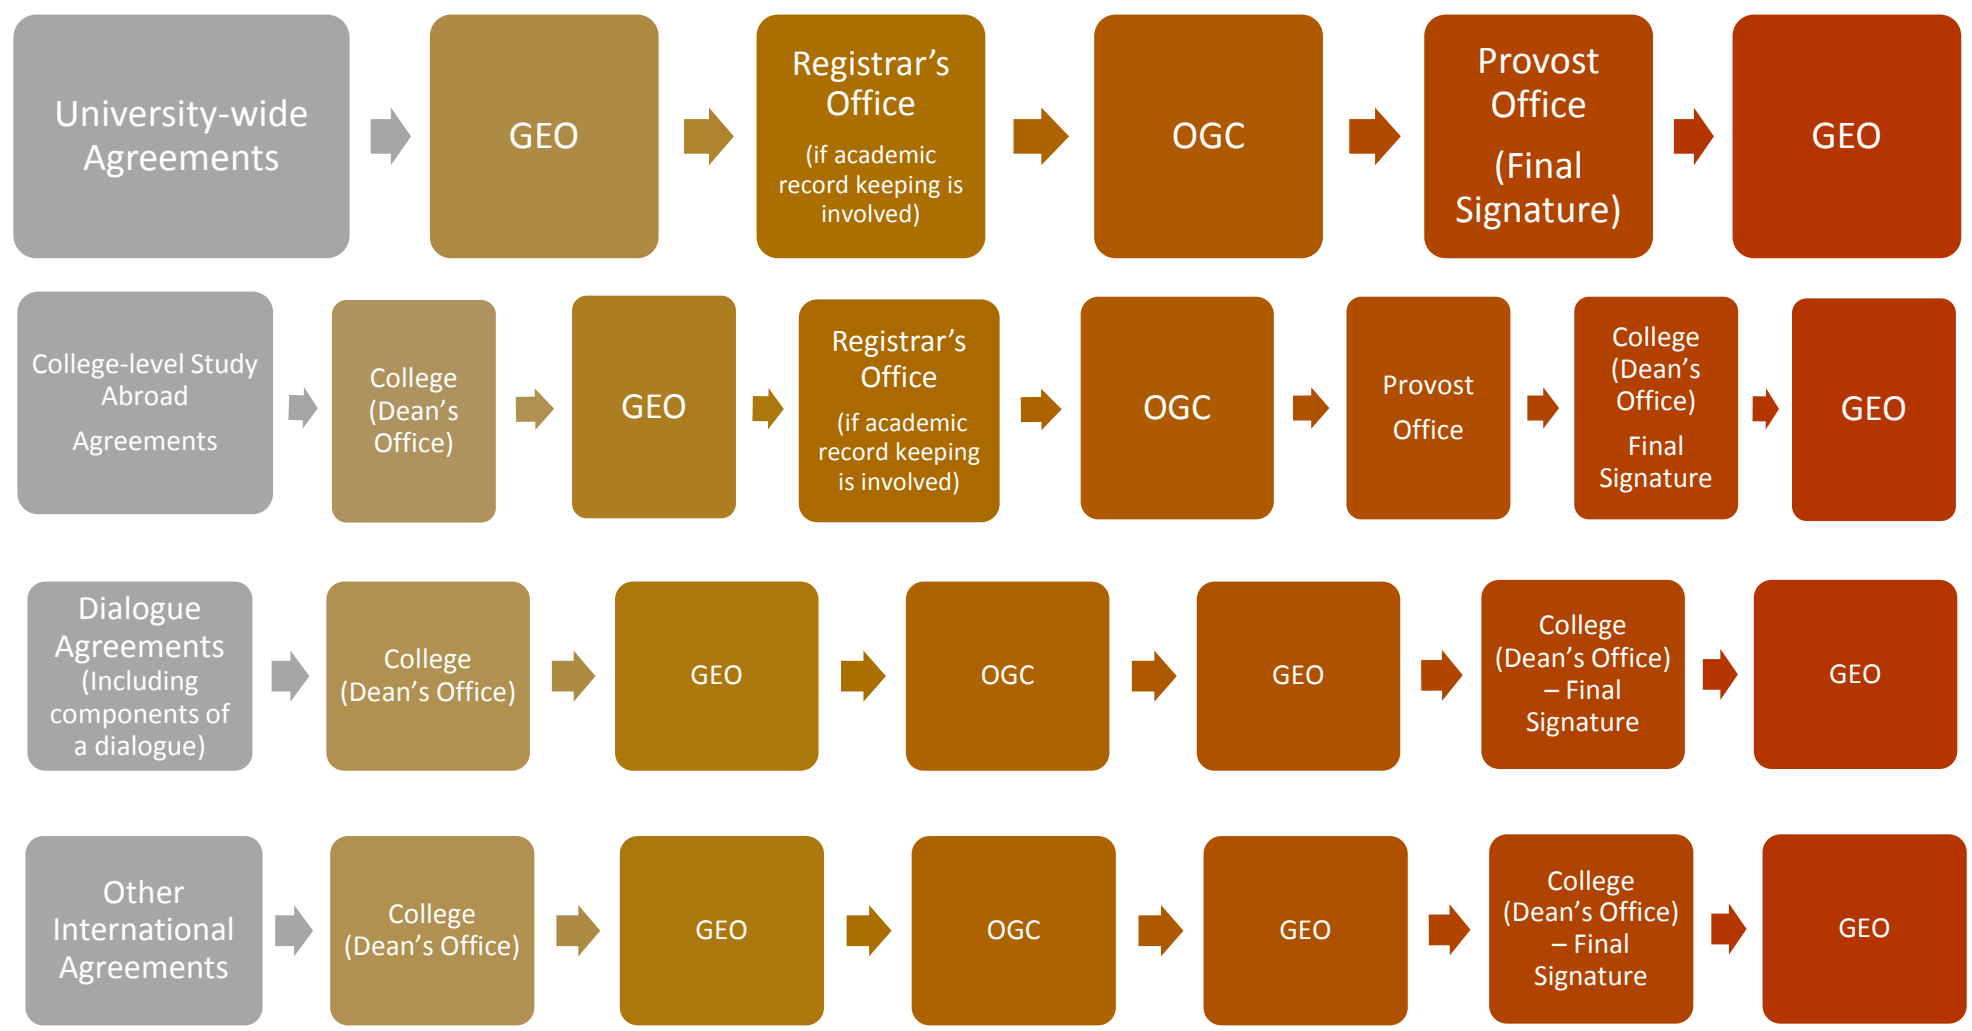 University-wide
Agreements
GEO
Registrar’s
Office
(if academic
record keeping is
involved)
OGC
Provost
Office
(Final
Signature)
GEO
College-level Study
Abroad
Agreements
College
(Dean’s
Office)
GEO
Registrar’s
Office
(if academic
record keeping
is involved)
OGC
Provost
Office
College
(Dean’s
Office)
Final
Signature
GEO
Dialogue
Agreements
(Including
components of
a dialogue)
College
(Dean’s Office)
GEO
OGC
GEO
College
(Dean’s Office)
– Final
Signature
GEO
Other
International
Agreements
College
(Dean’s Office)
GEO
OGC
GEO
College
(Dean’s Office)
– Final
Signature
GEO